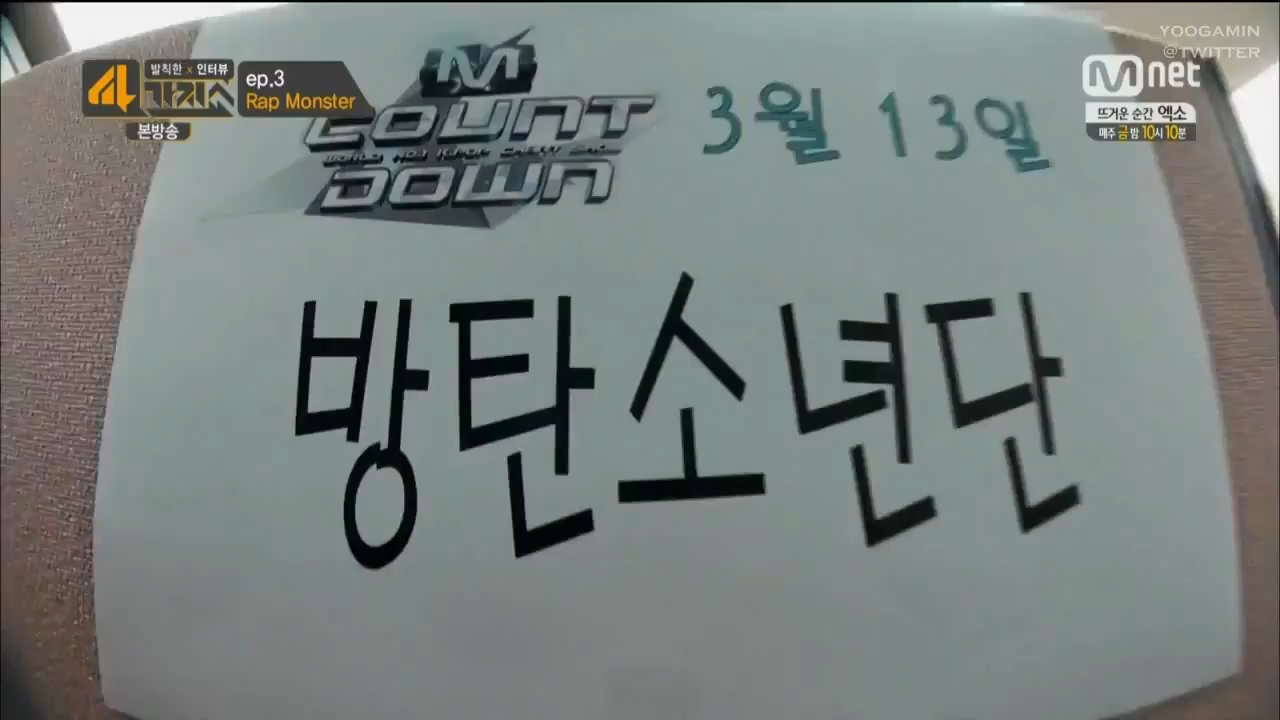 YOOGAMIN
@TWITTER
4가지쇼
발칙한 x 인터뷰
ep.3
Rap Monster
본방송
M
COUNT
DOWN
3월 13일
Mnet
뜨거운 순간 엑소
매주 금 밤 10시 10분
방탄소년단